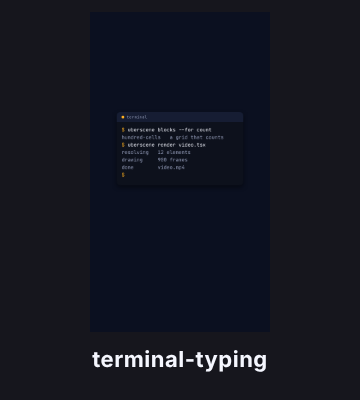 terminal
$ uberscene blocks --for count
hundred-cells a grid that counts
$ uberscene render video.tsx
resolving 12 elements
drawing 960 frames
done video.mp4
$
terminal-typing